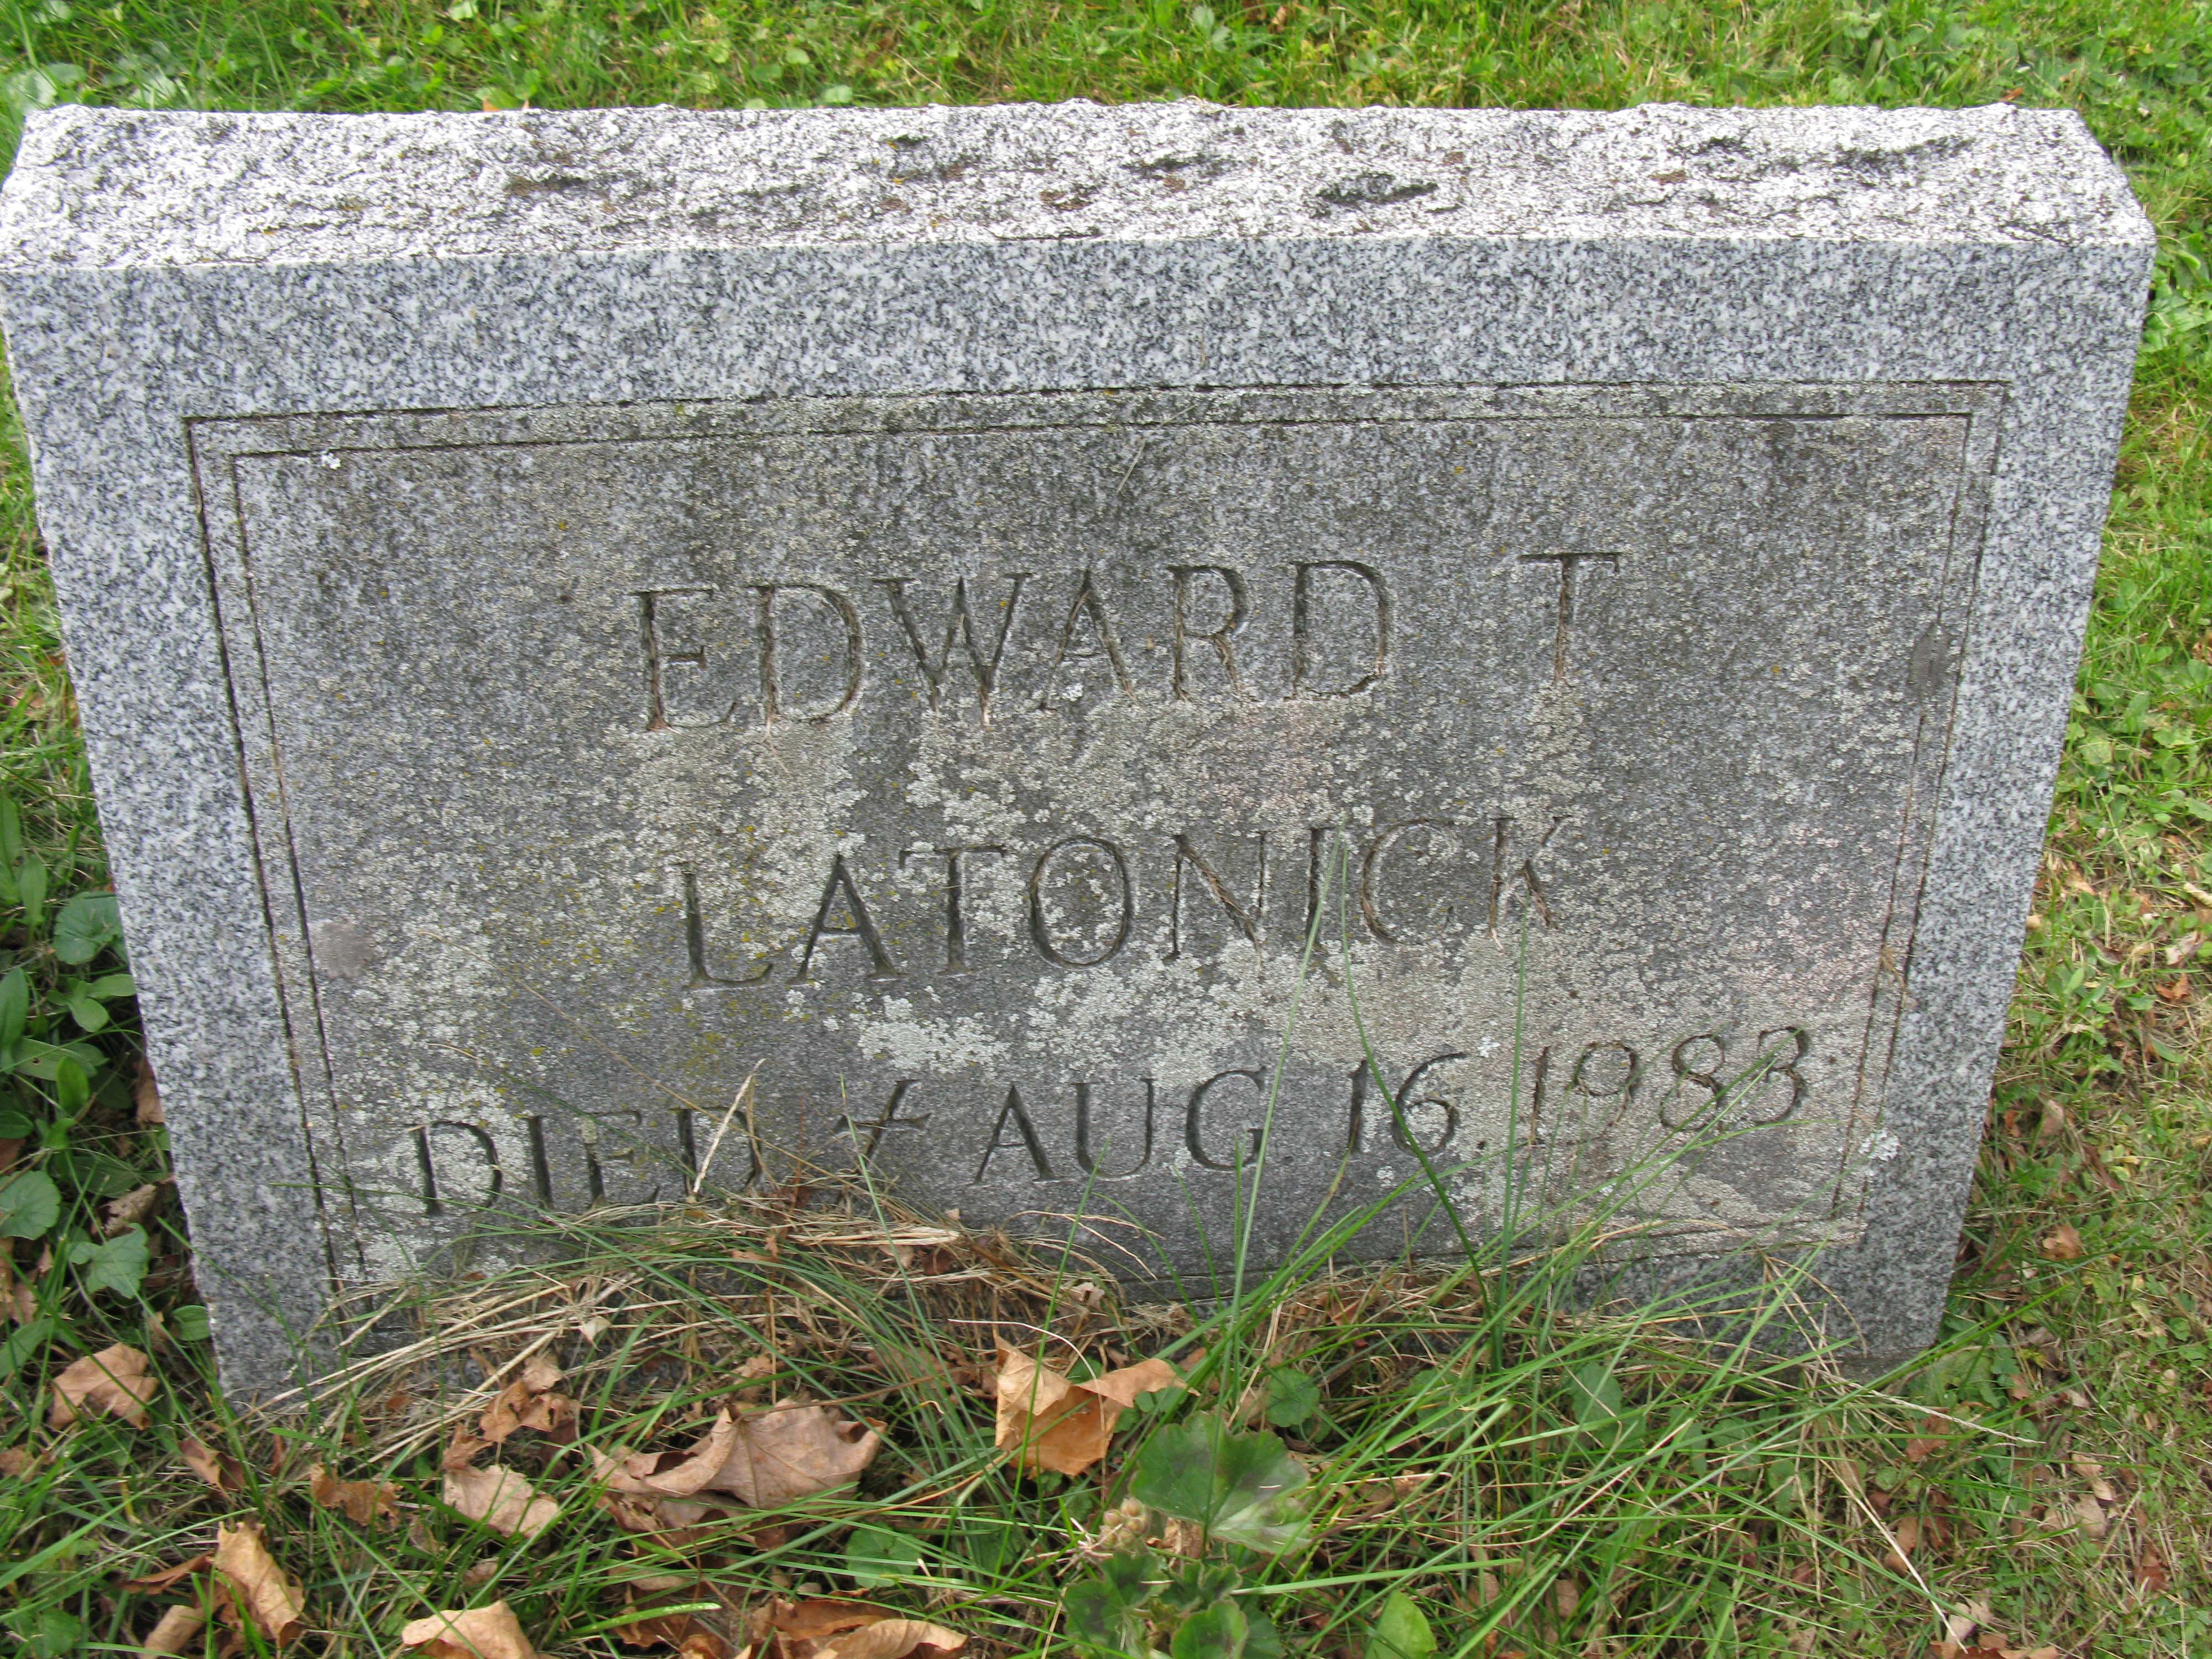 EDWARD T
LATONICK
DIED † AUG 16, 1983